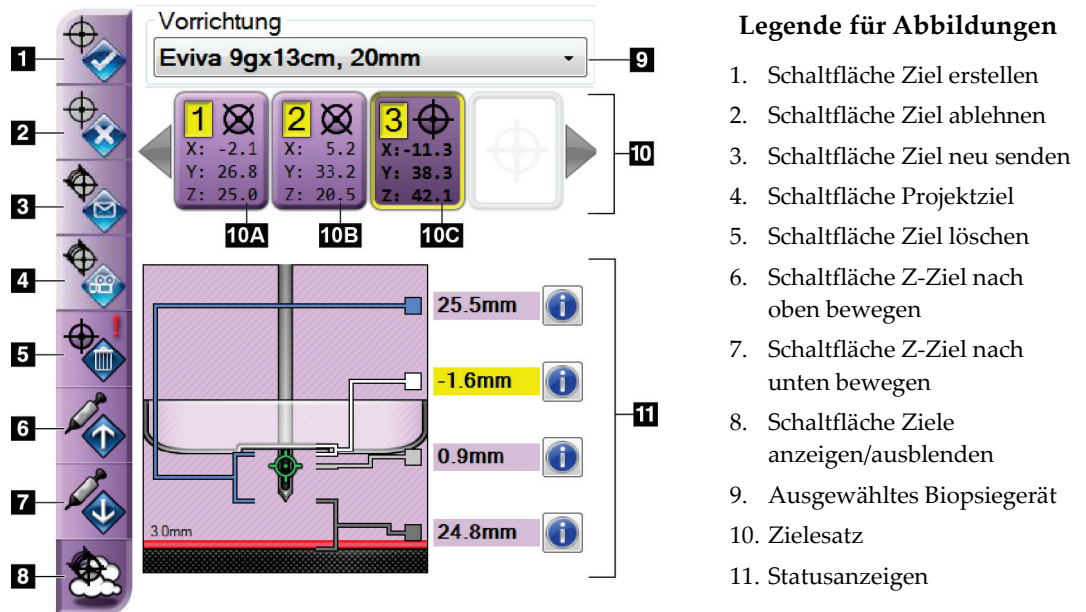 Vorrichtung
Eviva 9gx13cm, 20mm
1
2
3
4
5
6
7
8
9
10
1
X: -2.1
Y: 26.8
Z: 25.0
2
X: 5.2
Y: 33.2
Z: 20.5
3
X:-11.3
Y: 38.3
Z: 42.1
10A
10B
10C
!
25.5mm
-1.6mm
0.9mm
24.8mm
3.0mm
11
Legende für Abbildungen
1. Schaltfläche Ziel erstellen
2. Schaltfläche Ziel ablehnen
3. Schaltfläche Ziel neu senden
4. Schaltfläche Projektziel
5. Schaltfläche Ziel löschen
6. Schaltfläche Z-Ziel nach
oben bewegen
7. Schaltfläche Z-Ziel nach
unten bewegen
8. Schaltfläche Ziele
anzeigen/ausblenden
9. Ausgewähltes Biopsiegerät
10. Zielesatz
11. Statusanzeigen